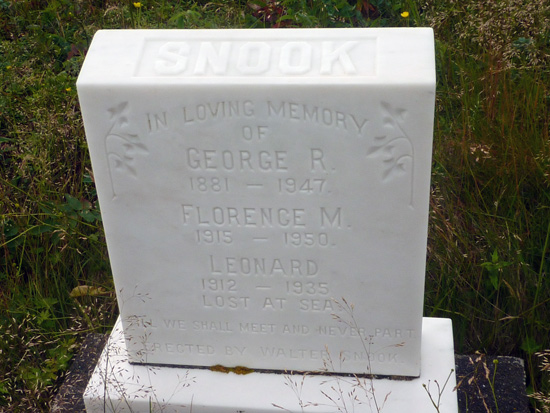 SNOOK
IN LOVING MEMORY
OF
GEORGE R.
1881 — 1947.
FLORENCE M.
1915 — 1950.
LEONARD
1912 — 1935
LOST AT SEA
TILL WE SHALL MEET AND NEVER PART
ERECTED BY WALTER SNOOK